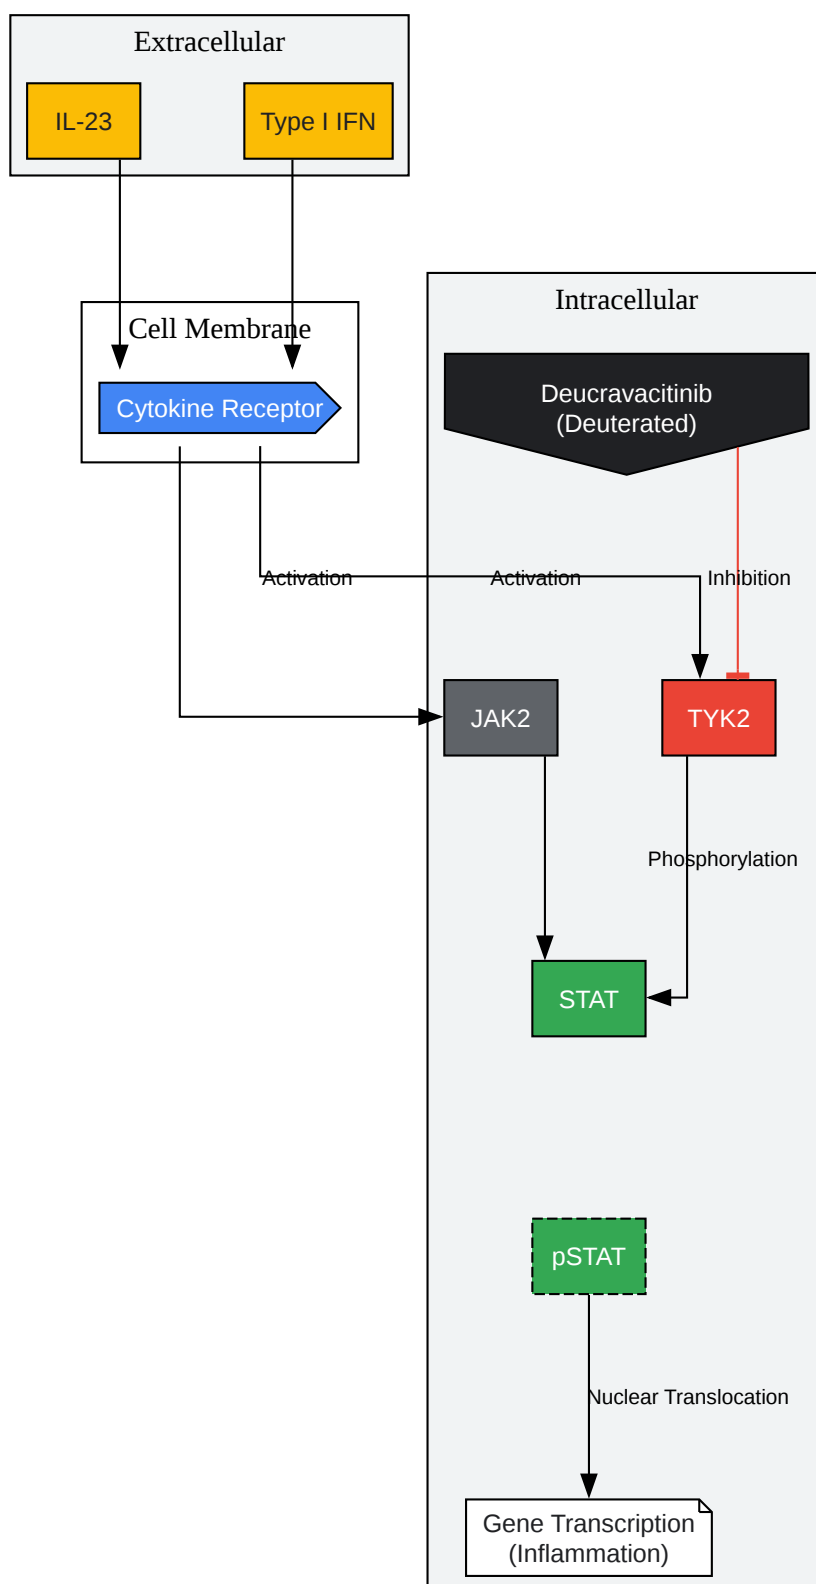 Extracellular
IL-23
Type I IFN
Cell Membrane
Cytokine Receptor
Intracellular
Deucravacitinib
(Deuterated)
Activation
Activation
Inhibition
JAK2
TYK2
Phosphorylation
STAT
pSTAT
Nuclear Translocation
Gene Transcription
(Inflammation)